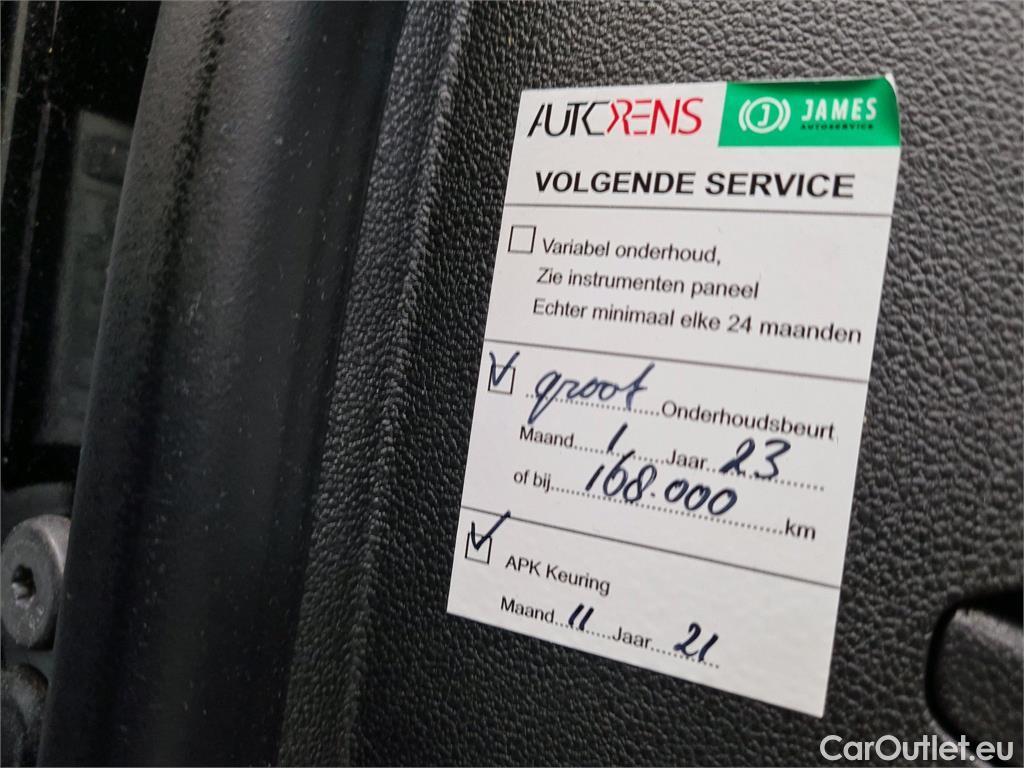 AUTORENS
J JAMES
AUTOSERVICE
VOLGENDE SERVICE
Variabel onderhoud,
Zie instrumenten paneel
Echter minimaal elke 24 maanden
groot Onderhoudsbeurt
Maand 1 Jaar 23
of bij 168.000 km
APK Keuring
Maand 11 Jaar 21
CarOutlet.eu